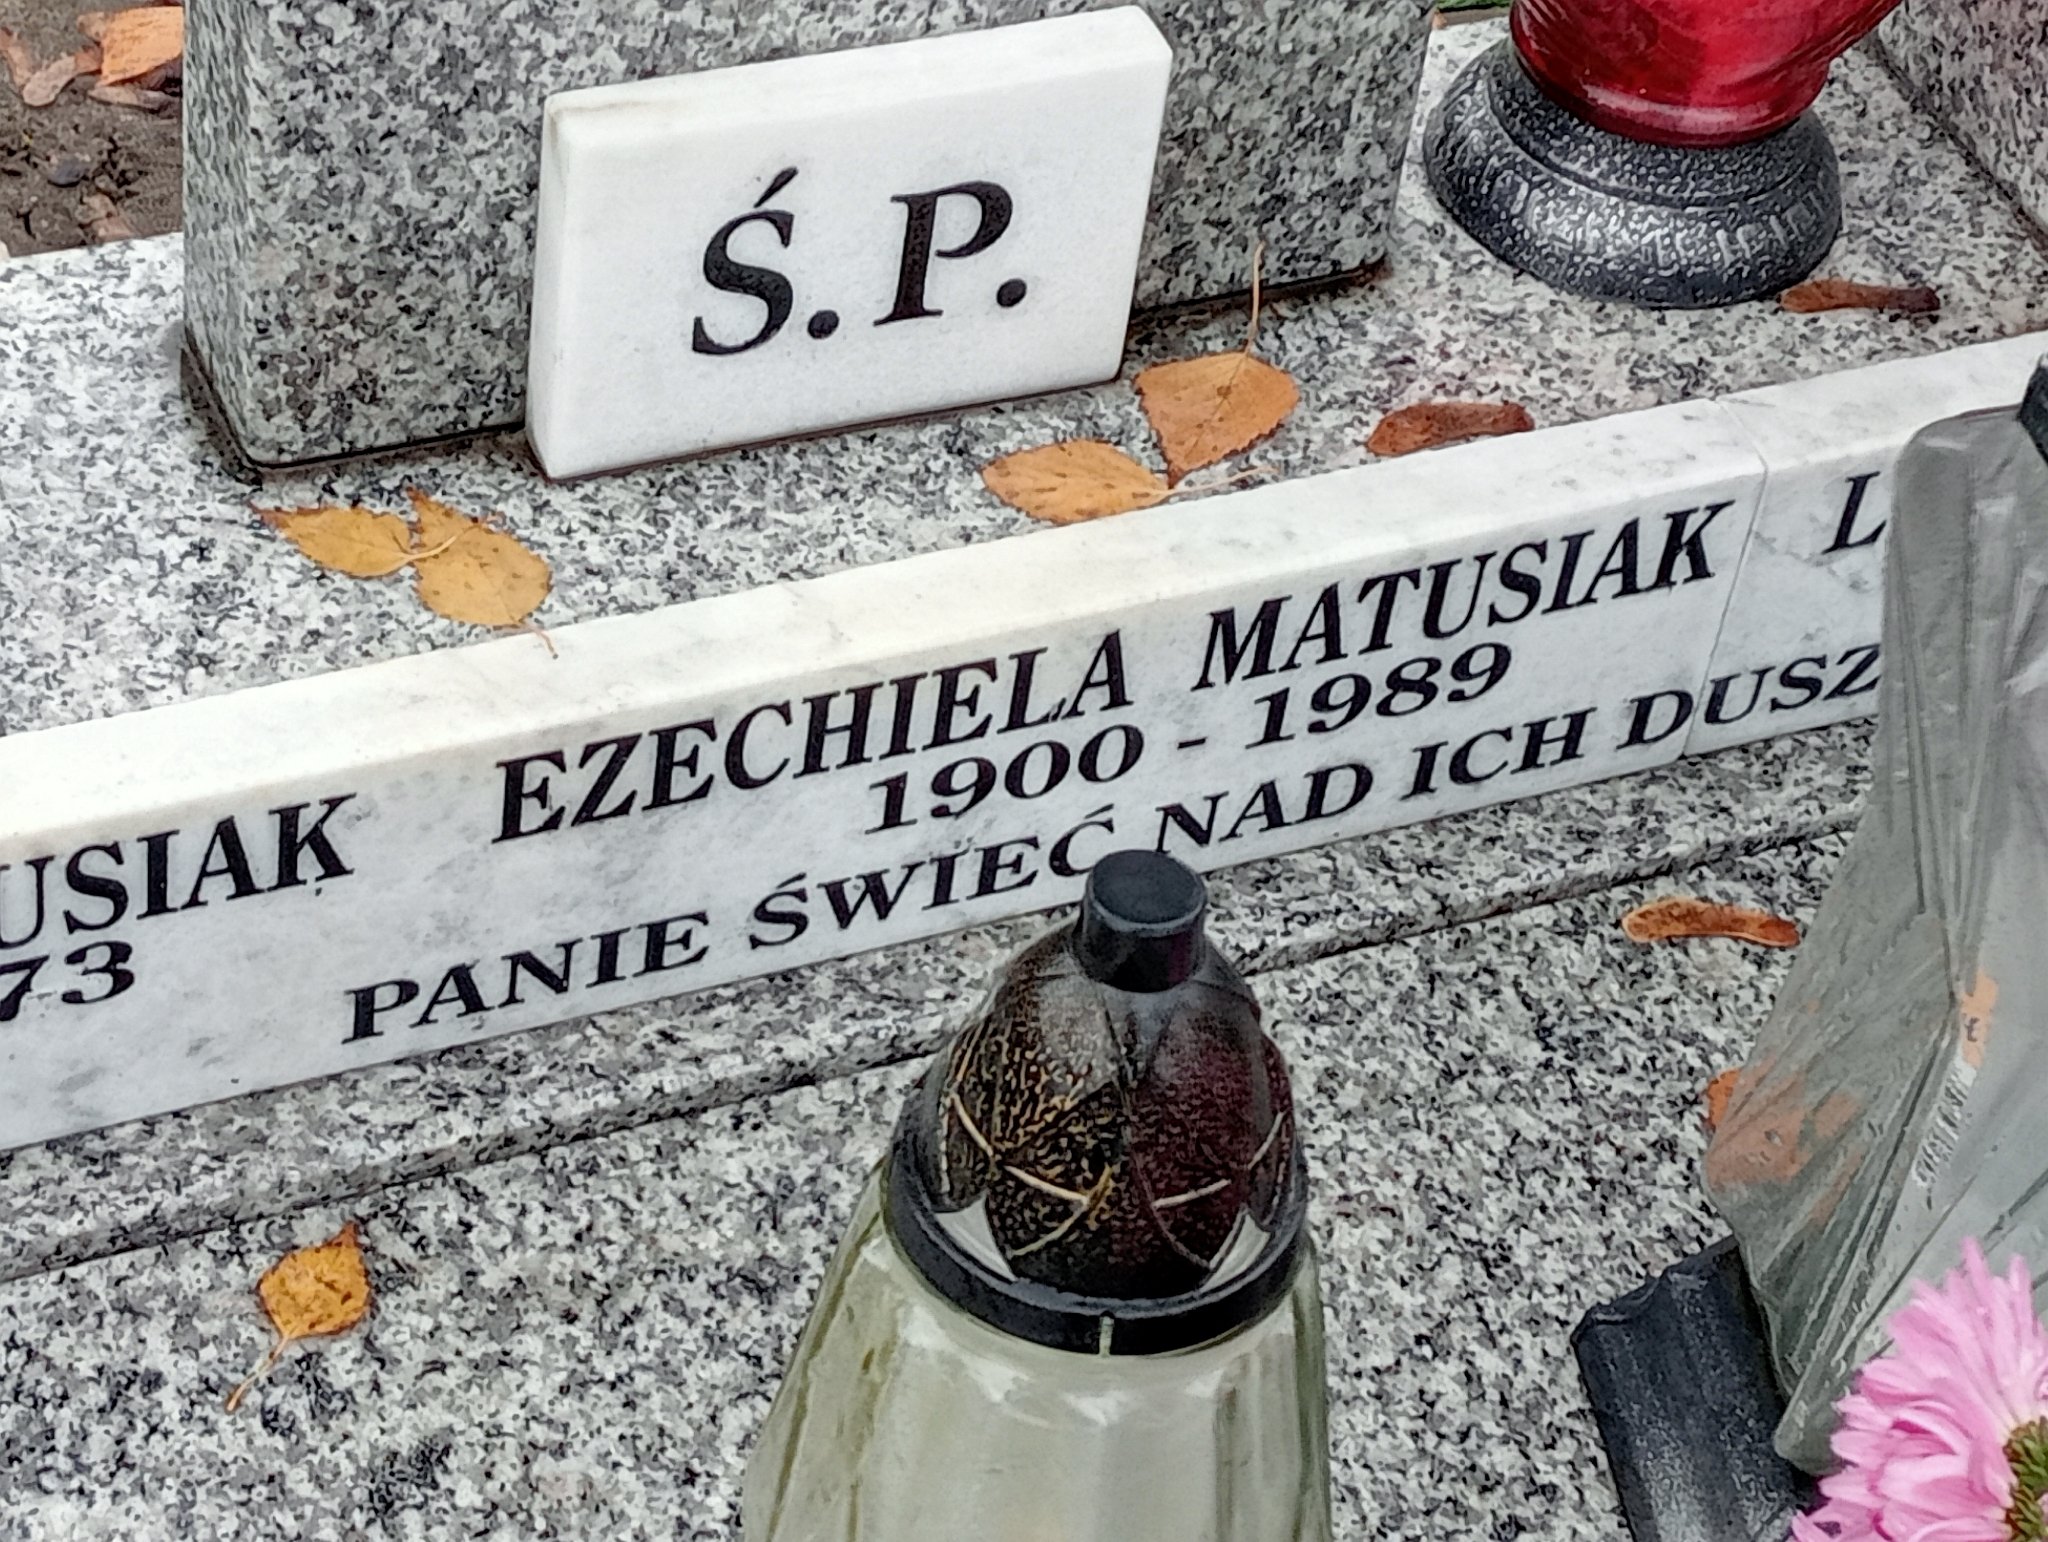 Ś. P.
USIAK EZECHIELA MATUSIAK L
73 1900 - 1989
PANIE ŚWIEĆ NAD ICH DUSZ